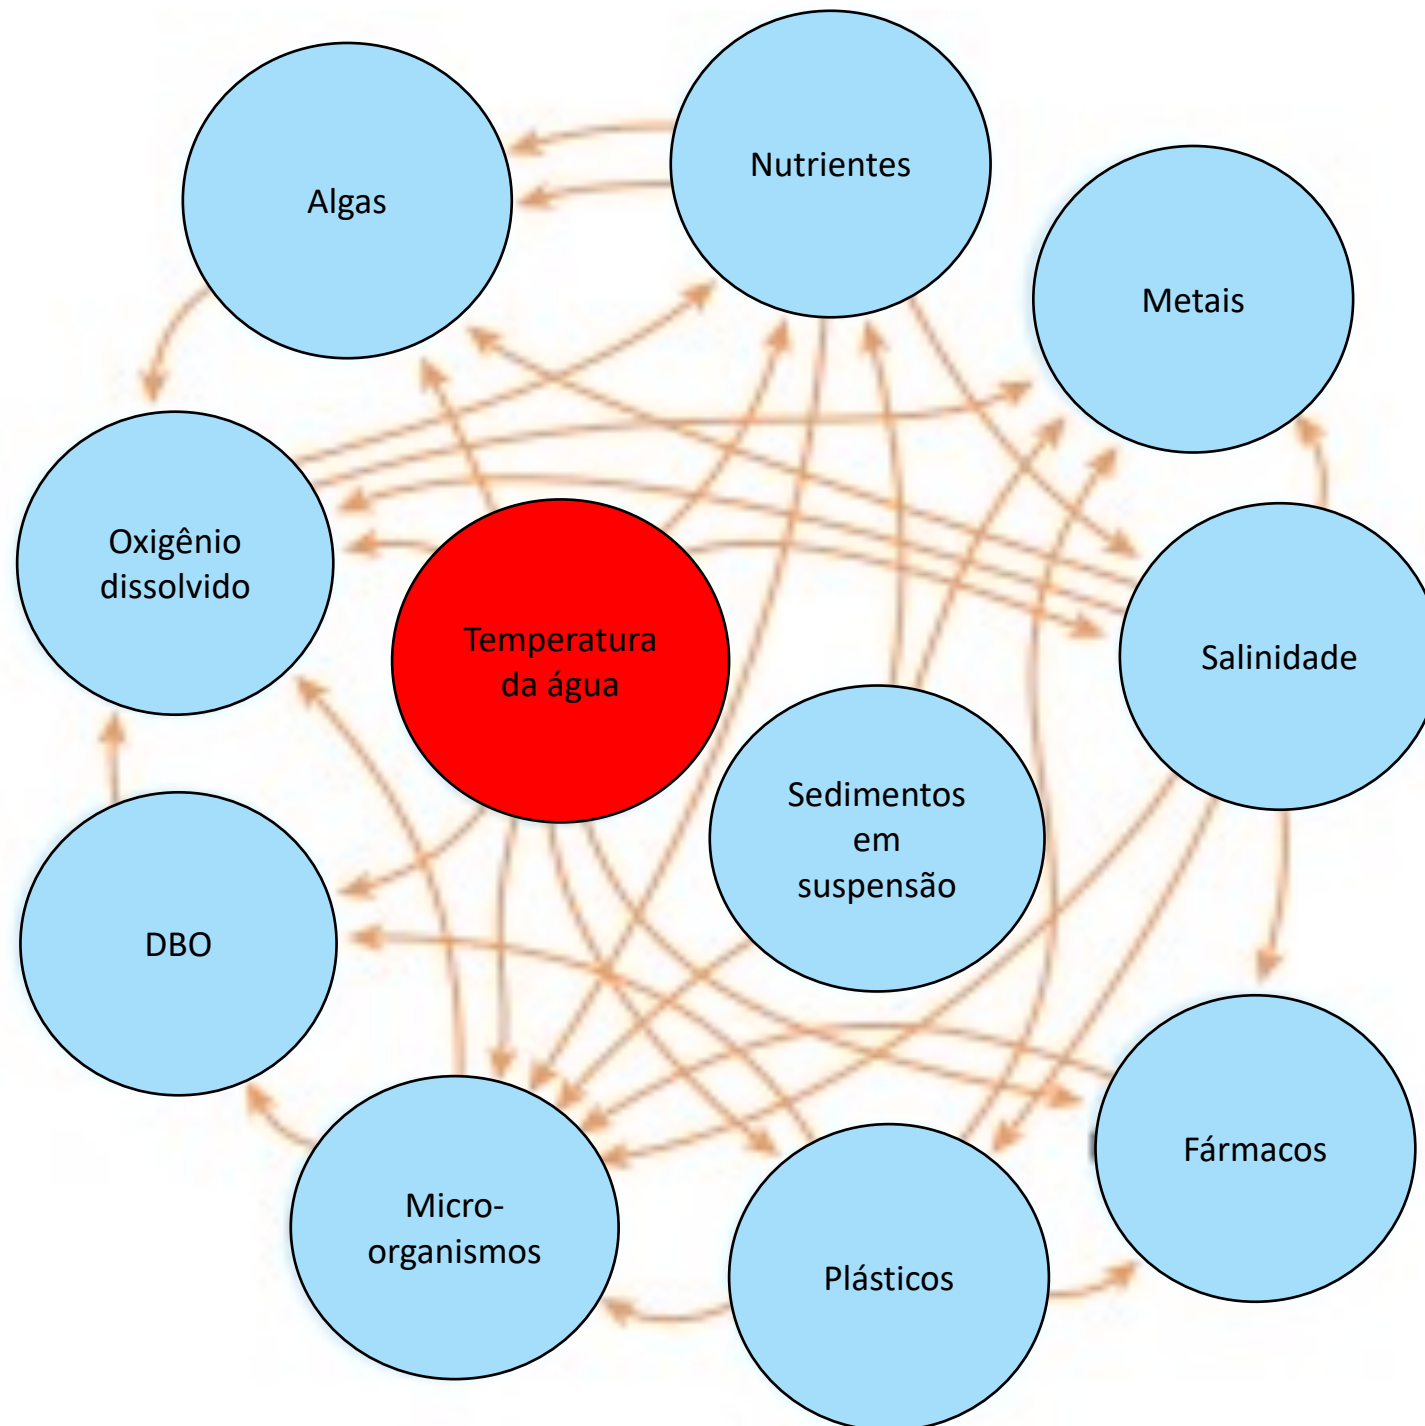 Nutrientes
Algas
Metais
Oxigênio
dissolvido
Temperatura
da água
Salinidade
Sedimentos
em
suspensão
DBO
Fármacos
Micro-
organismos
Plásticos